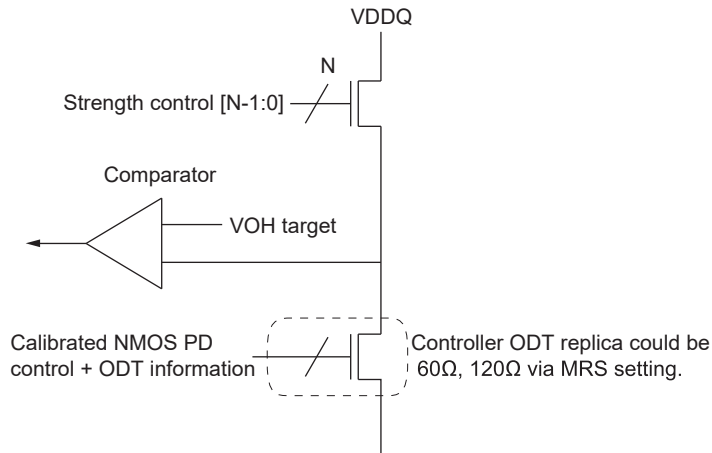 VDDQ
N
Strength control [N-1:0]
Comparator
VOH target
Calibrated NMOS PD
control + ODT information
Controller ODT replica could be
60Ω, 120Ω via MRS setting.